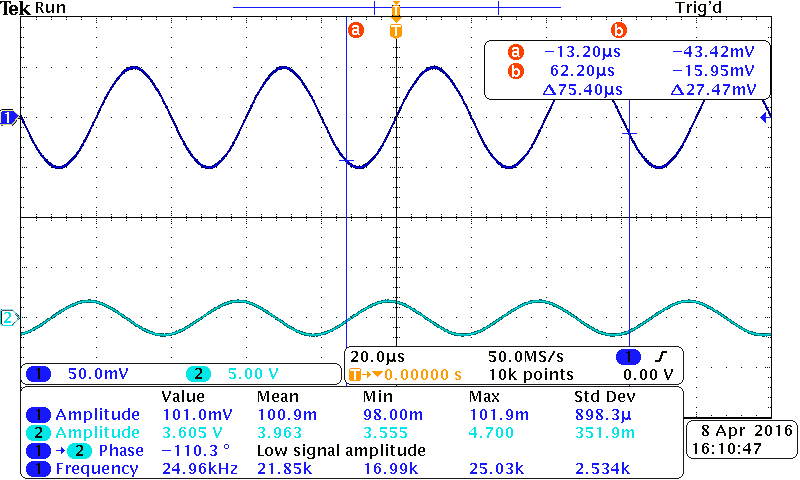 Tek Run Trig'd
T
a b
T
a −13.20µs −43.42mV
b 62.20µs −15.95mV
Δ75.40µs Δ27.47mV
1
2
20.0µs 50.0MS/s 1
1 50.0mV 2 5.00 V
T→▼0.00000 s 10k points 0.00 V
Value Mean Min Max Std Dev
1 Amplitude 101.0mV 100.9m 98.00m 101.9m 898.3µ
2 Amplitude 3.605 V 3.963 3.555 4.700 351.9m
1 → 2 Phase −110.3 ° Low signal amplitude
1 Frequency 24.96kHz 21.85k 16.99k 25.03k 2.534k
8 Apr 2016
16:10:47